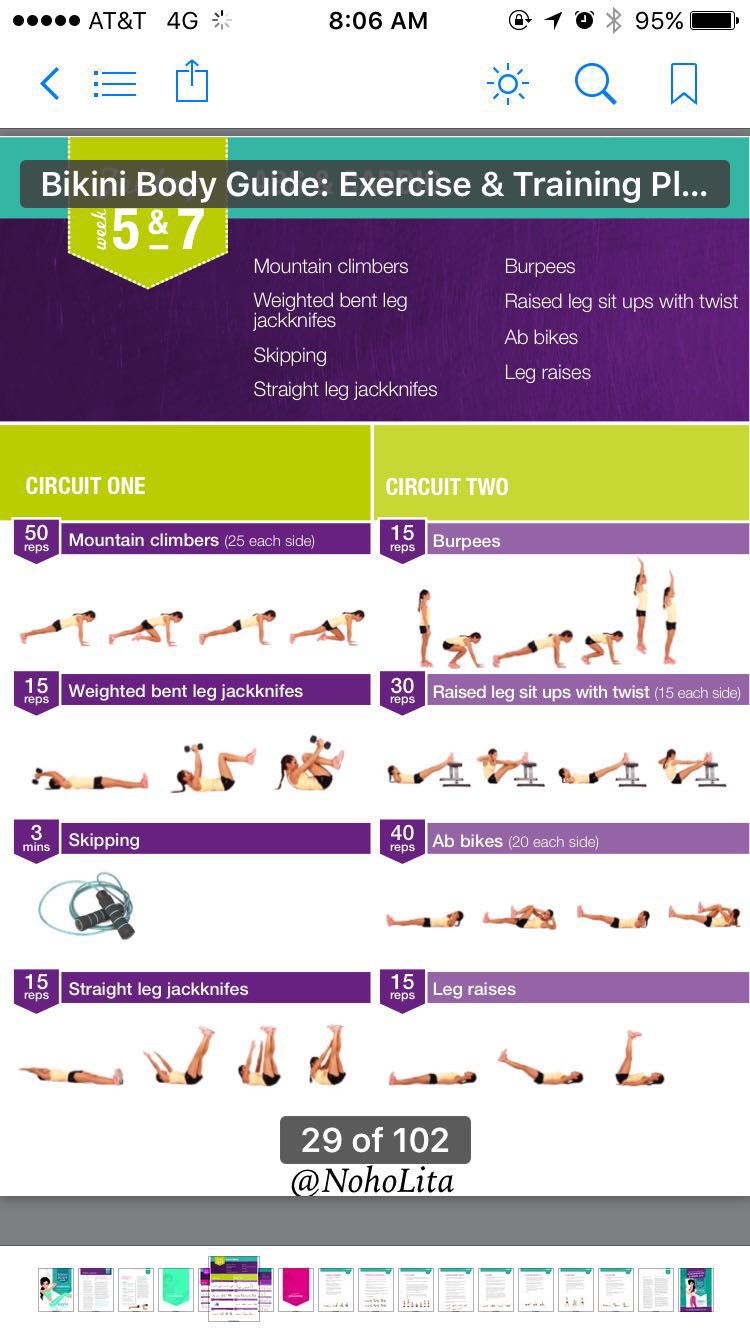 AT&T 4G 8:06 AM 95%
Bikini Body Guide: Exercise & Training Pl...
week 5 & 7
Mountain climbers
Weighted bent leg
jackknifes
Skipping
Straight leg jackknifes
Burpees
Raised leg sit ups with twist
Ab bikes
Leg raises
CIRCUIT ONE
50 reps Mountain climbers (25 each side)
15 reps Weighted bent leg jackknifes
3 mins Skipping
15 reps Straight leg jackknifes
CIRCUIT TWO
15 reps Burpees
30 reps Raised leg sit ups with twist (15 each side)
40 reps Ab bikes (20 each side)
15 reps Leg raises
29 of 102
@NohoLita